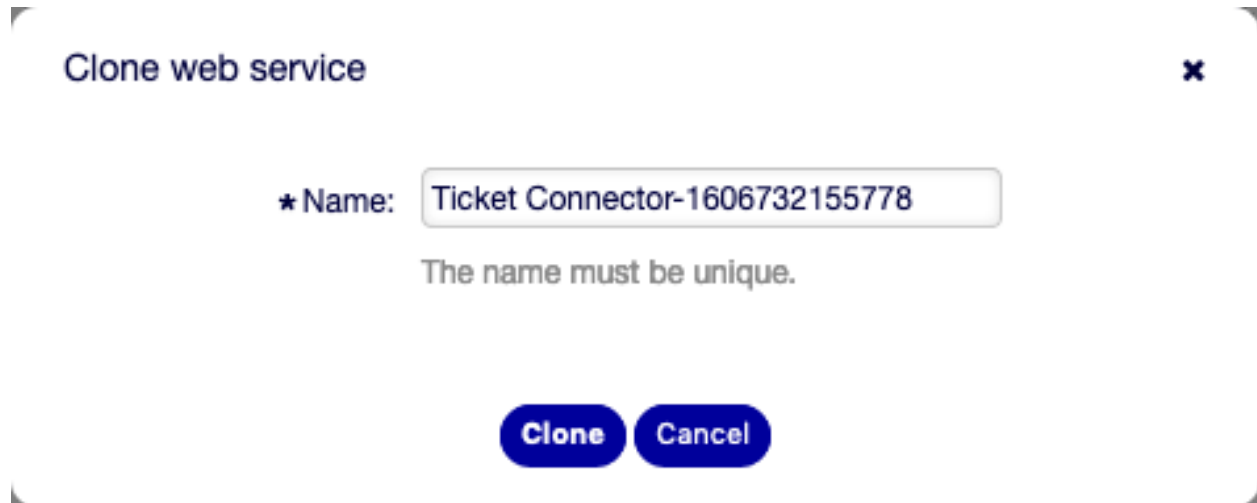 Clone web service
★ Name: Ticket Connector-1606732155778
The name must be unique.
Clone Cancel